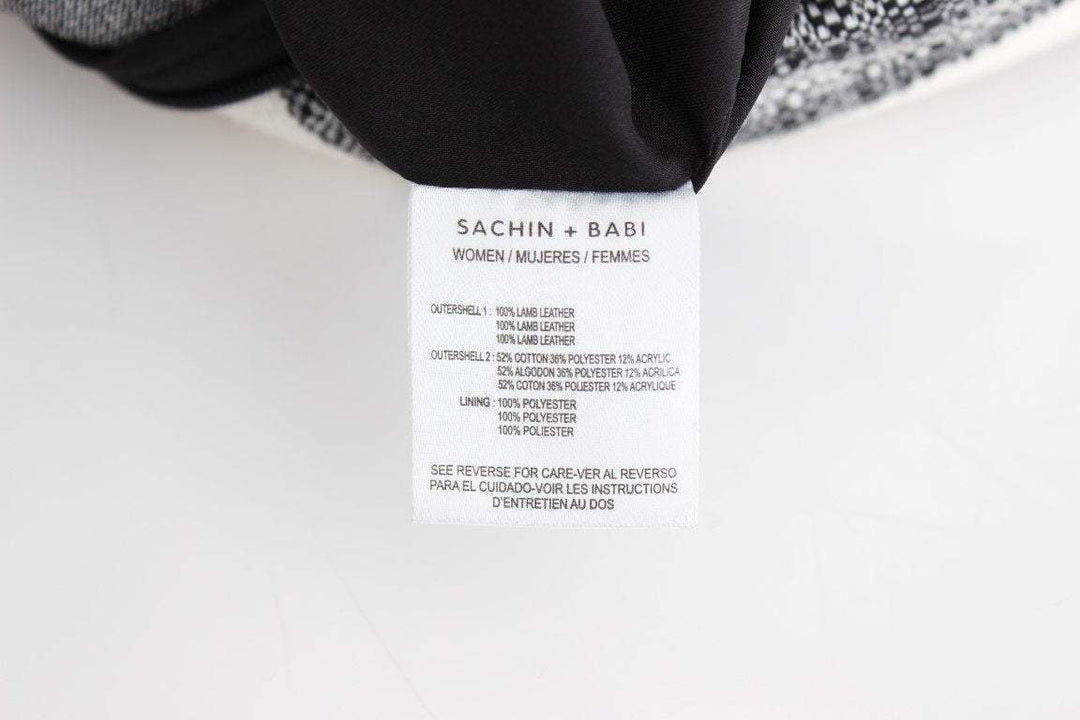 SACHIN + BABI
WOMEN / MUJERES / FEMMES
OUTERSHELL 1 : 100% LAMB LEATHER
100% LAMB LEATHER
100% LAMB LEATHER
OUTERSHELL 2 : 52% COTTON 36% POLYESTER 12% ACRYLIC
52% ALGODON 36% POLYESTER 12% ACRILICA
52% COTON 36% POLIESTER 12% ACRYLIQUE
LINING : 100% POLYESTER
100% POLYESTER
100% POLIESTER
SEE REVERSE FOR CARE-VER AL REVERSO
PARA EL CUIDADO-VOIR LES INSTRUCTIONS
D'ENTRETIEN AU DOS